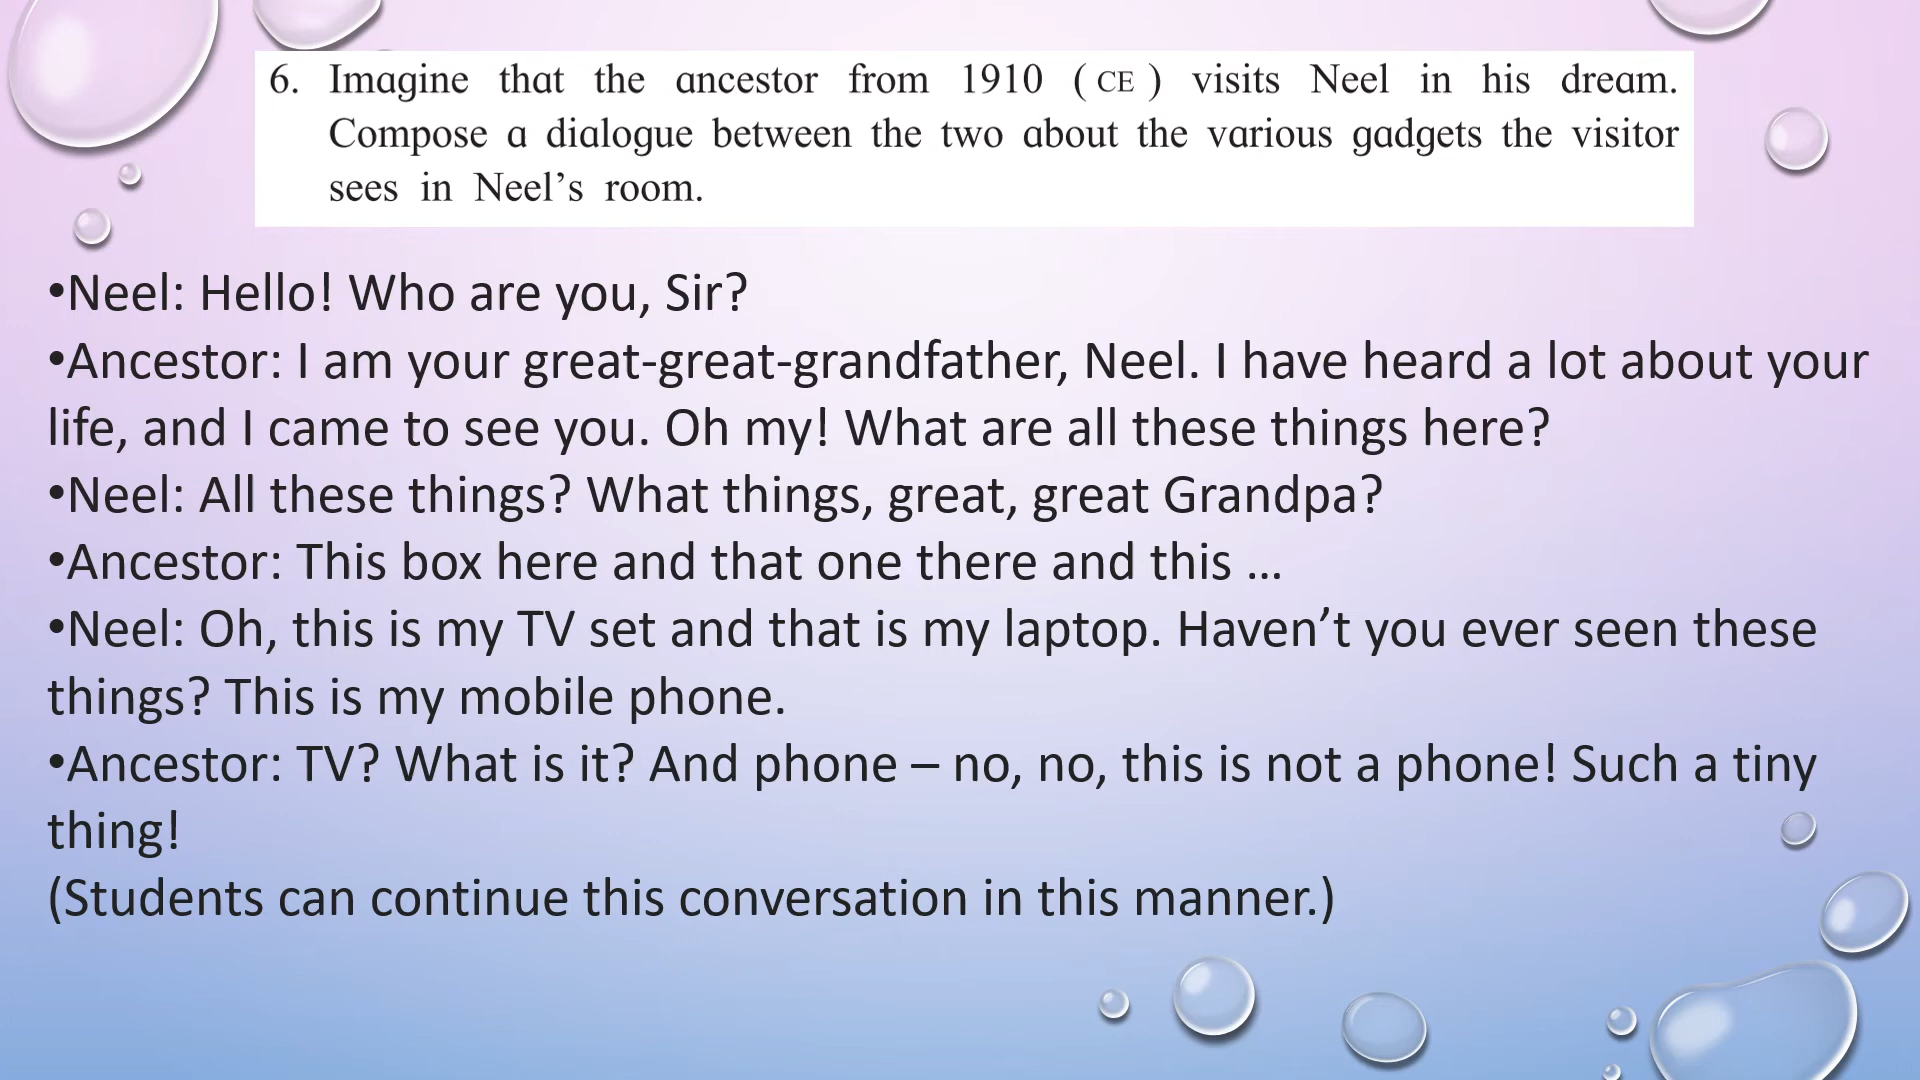 6. Imagine that the ancestor from 1910 ( CE ) visits Neel in his dream.
Compose a dialogue between the two about the various gadgets the visitor
sees in Neel’s room.
•Neel: Hello! Who are you, Sir?
•Ancestor: I am your great-great-grandfather, Neel. I have heard a lot about your
life, and I came to see you. Oh my! What are all these things here?
•Neel: All these things? What things, great, great Grandpa?
•Ancestor: This box here and that one there and this …
•Neel: Oh, this is my TV set and that is my laptop. Haven’t you ever seen these
things? This is my mobile phone.
•Ancestor: TV? What is it? And phone – no, no, this is not a phone! Such a tiny
thing!
(Students can continue this conversation in this manner.)